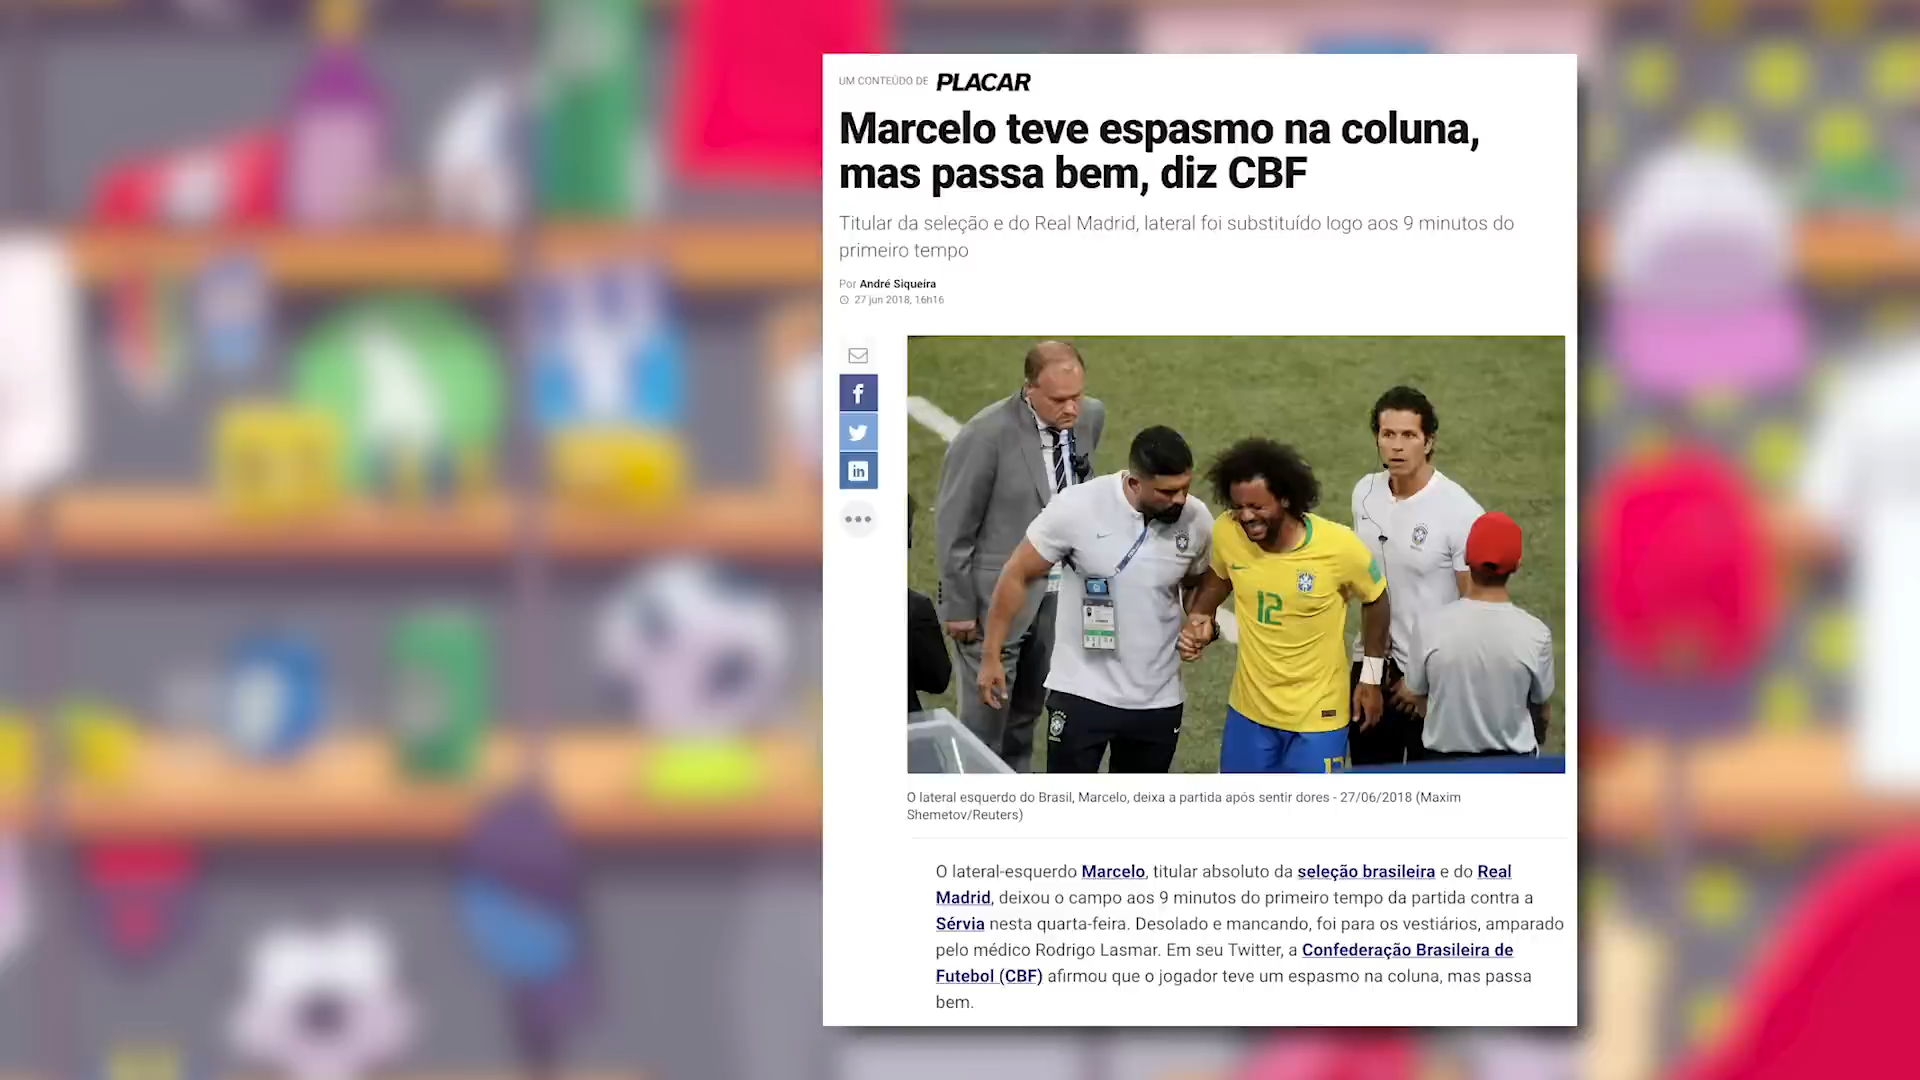 UM CONTEÚDO DE PLACAR
Marcelo teve espasmo na coluna,
mas passa bem, diz CBF
Titular da seleção e do Real Madrid, lateral foi substituído logo aos 9 minutos do
primeiro tempo
Por André Siqueira
27 jun 2018, 16h16
f
in
12
12
O lateral esquerdo do Brasil, Marcelo, deixa a partida após sentir dores - 27/06/2018 (Maxim
Shemetov/Reuters)
O lateral-esquerdo Marcelo, titular absoluto da seleção brasileira e do Real
Madrid, deixou o campo aos 9 minutos do primeiro tempo da partida contra a
Sérvia nesta quarta-feira. Desolado e mancando, foi para os vestiários, amparado
pelo médico Rodrigo Lasmar. Em seu Twitter, a Confederação Brasileira de
Futebol (CBF) afirmou que o jogador teve um espasmo na coluna, mas passa
bem.